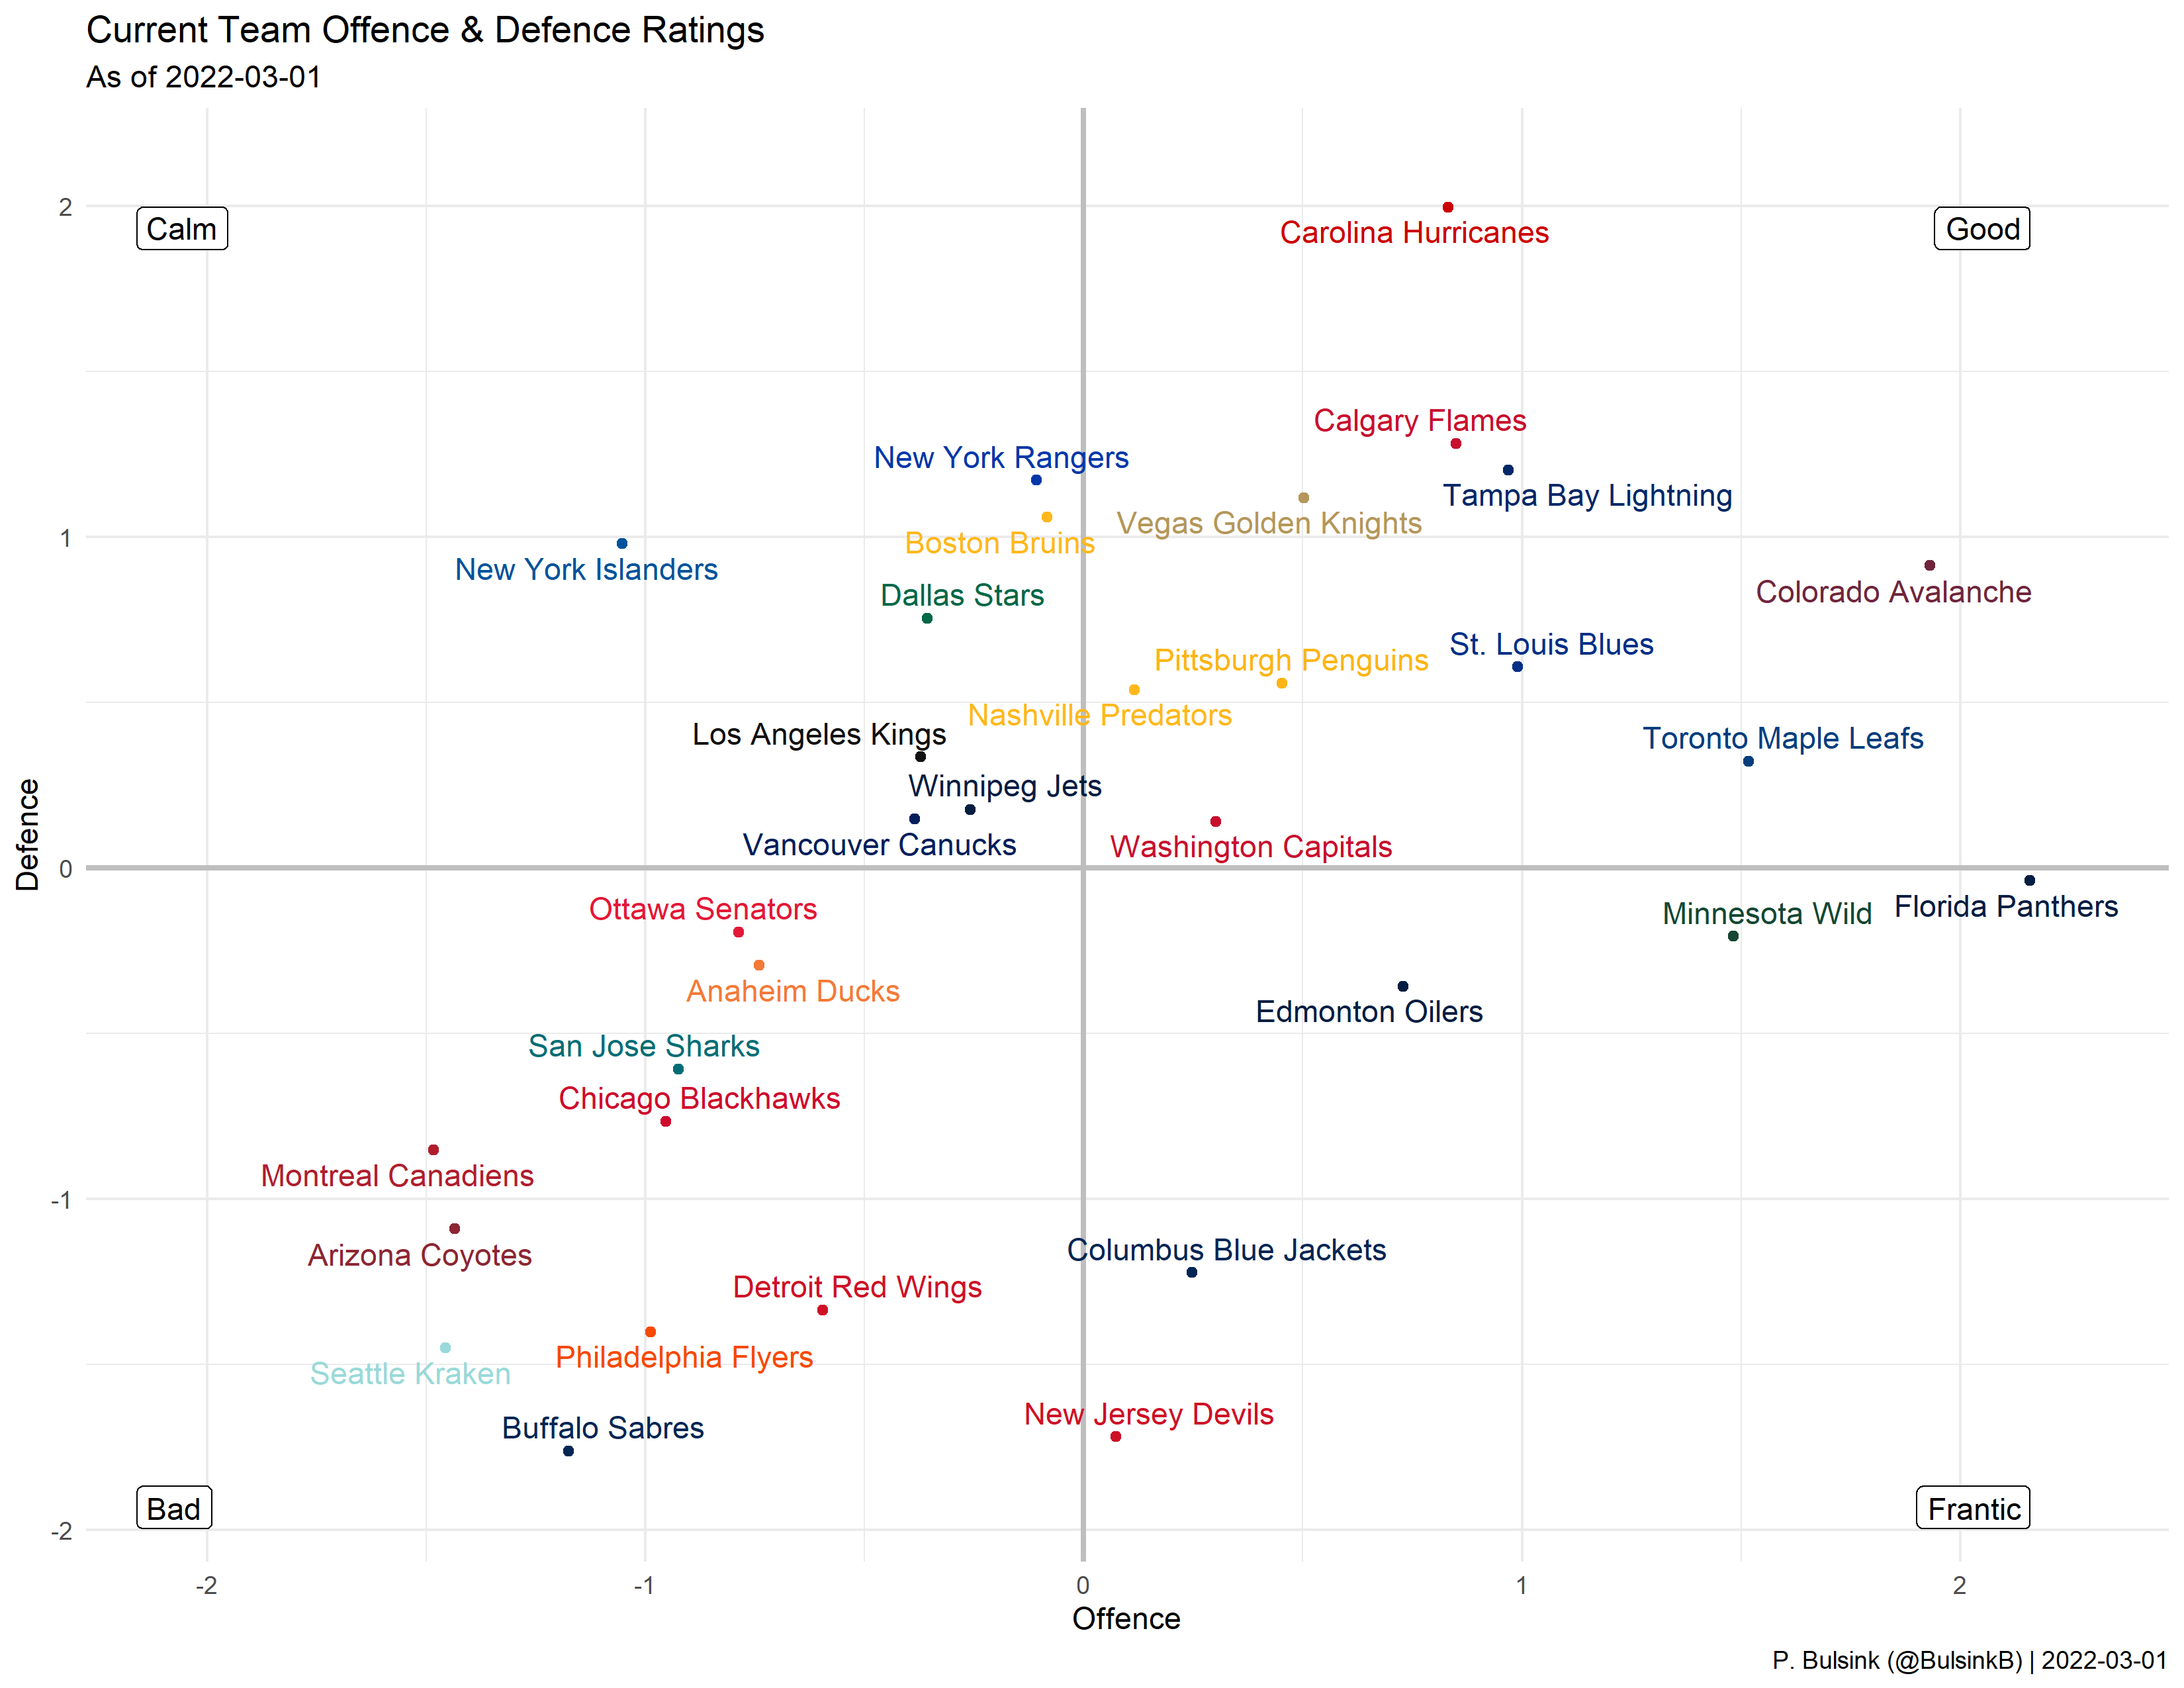 Current Team Offence & Defence Ratings
As of 2022-03-01
2
Calm
Good
Carolina Hurricanes
Calgary Flames
New York Rangers
Tampa Bay Lightning
Vegas Golden Knights
1
Boston Bruins
New York Islanders
Colorado Avalanche
Dallas Stars
St. Louis Blues
Pittsburgh Penguins
Nashville Predators
Los Angeles Kings
Toronto Maple Leafs
Winnipeg Jets
Vancouver Canucks
Washington Capitals
Defence
0
Ottawa Senators
Minnesota Wild
Florida Panthers
Anaheim Ducks
Edmonton Oilers
San Jose Sharks
Chicago Blackhawks
Montreal Canadiens
-1
Arizona Coyotes
Columbus Blue Jackets
Detroit Red Wings
Philadelphia Flyers
Seattle Kraken
New Jersey Devils
Buffalo Sabres
Bad
Frantic
-2
-2 -1 0 1 2
Offence
P. Bulsink (@BulsinkB) | 2022-03-01